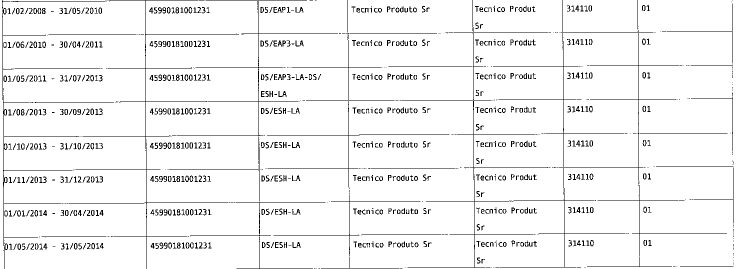 01/02/2008 - 31/05/2010 45990181001231 DS/EAP1-LA Tecnico Produto Sr Tecnico Produt 314110 01
Sr
01/06/2010 - 30/04/2011 45990181001231 DS/EAP3-LA Tecnico Produto Sr Tecnico Produt 314110 01
Sr
01/05/2011 - 31/07/2013 45990181001231 DS/EAP3-LA-DS/ Tecnico Produto Sr Tecnico Produt 314110 01
ESH-LA Sr
01/08/2013 - 30/09/2013 45990181001231 DS/ESH-LA Tecnico Produto Sr Tecnico Produt 314110 01
Sr
01/10/2013 - 31/10/2013 45990181001231 DS/ESH-LA Tecnico Produto Sr Tecnico Produt 314110 01
Sr
01/11/2013 - 31/12/2013 45990181001231 DS/ESH-LA Tecnico Produto Sr Tecnico Produt 314110 01
Sr
01/01/2014 - 30/04/2014 45990181001231 DS/ESH-LA Tecnico Produto Sr Tecnico Produt 314110 01
Sr
01/05/2014 - 31/05/2014 45990181001231 DS/ESH-LA Tecnico Produto Sr Tecnico Produt 314110 01
Sr